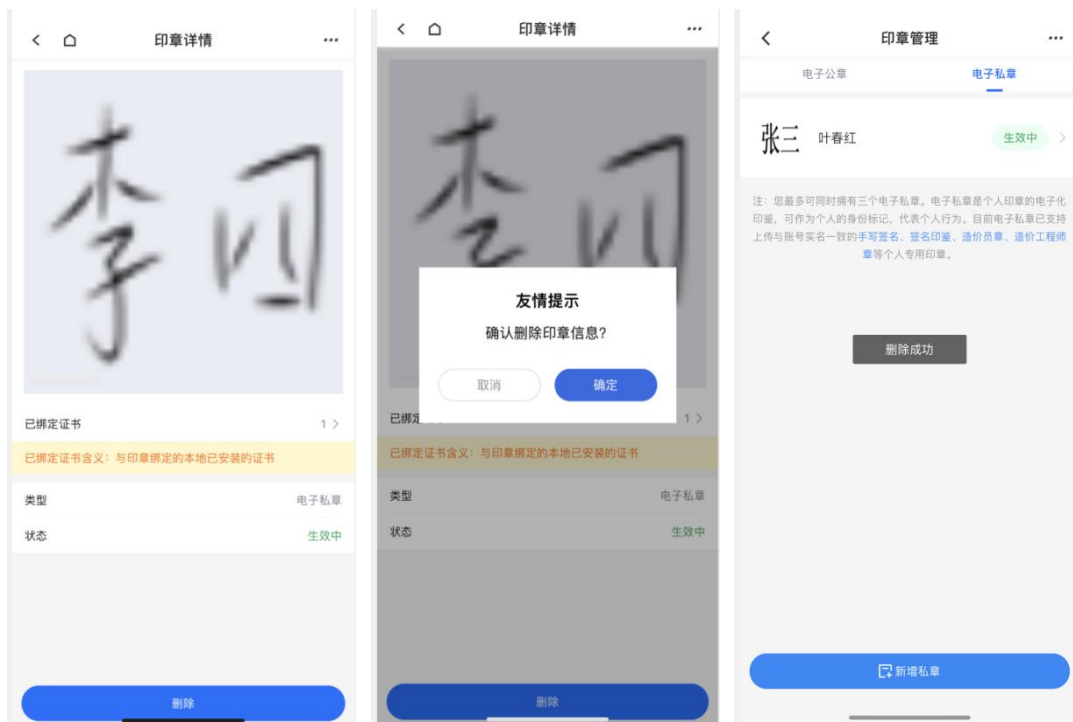 印章详情
李四
已绑定证书
1
已绑定证书含义：与印章绑定的本地已安装的证书
类型
电子私章
状态
生效中
删除
印章详情
李四
友情提示
确认删除印章信息?
取消
确定
已绑定
1
已绑定证书含义：与印章绑定的本地已安装的证书
类型
电子私章
状态
生效中
删除
印章管理
电子公章
电子私章
张三
叶春红
生效中
注：您最多可同时拥有三个电子私章。电子私章是个人印章的电子化
印鉴，可作为个人的身份标记，代表个人行为。目前电子私章已支持
上传与账号实名一致的手写签名、签名印鉴、造价员章、造价工程师
章等个人专用印章。
删除成功
新增私章